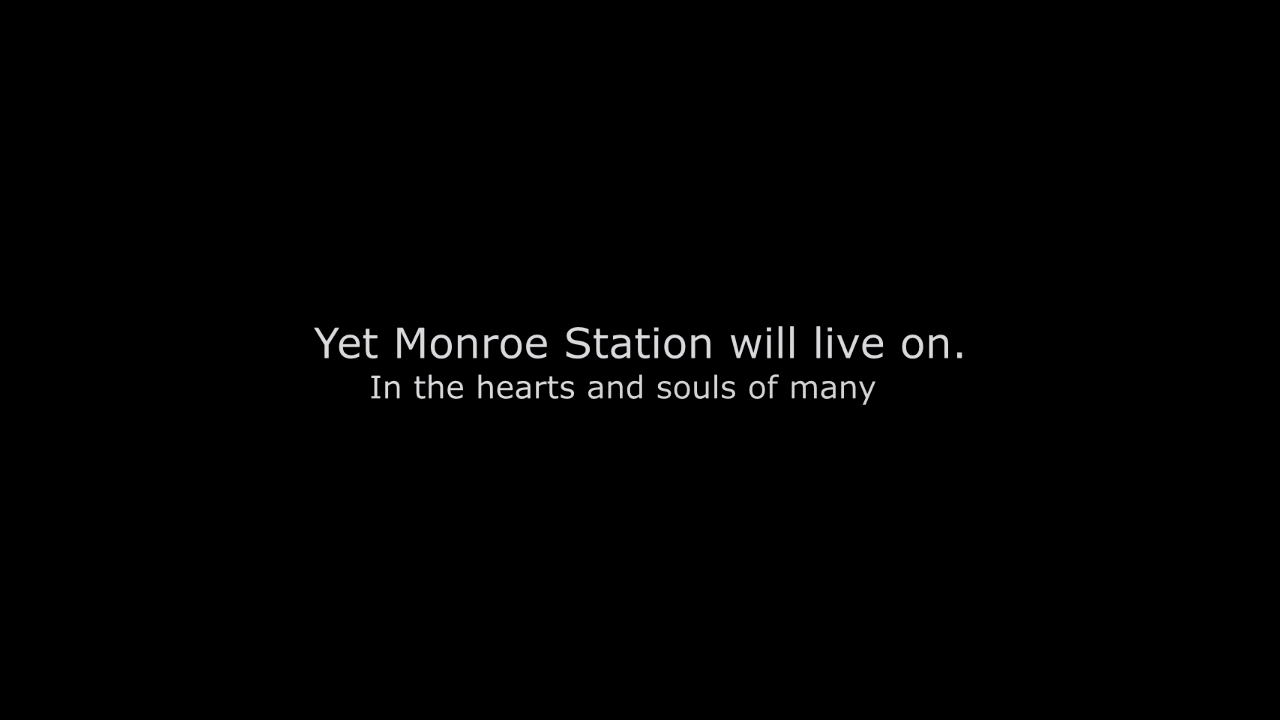 Yet Monroe Station will live on.
In the hearts and souls of many